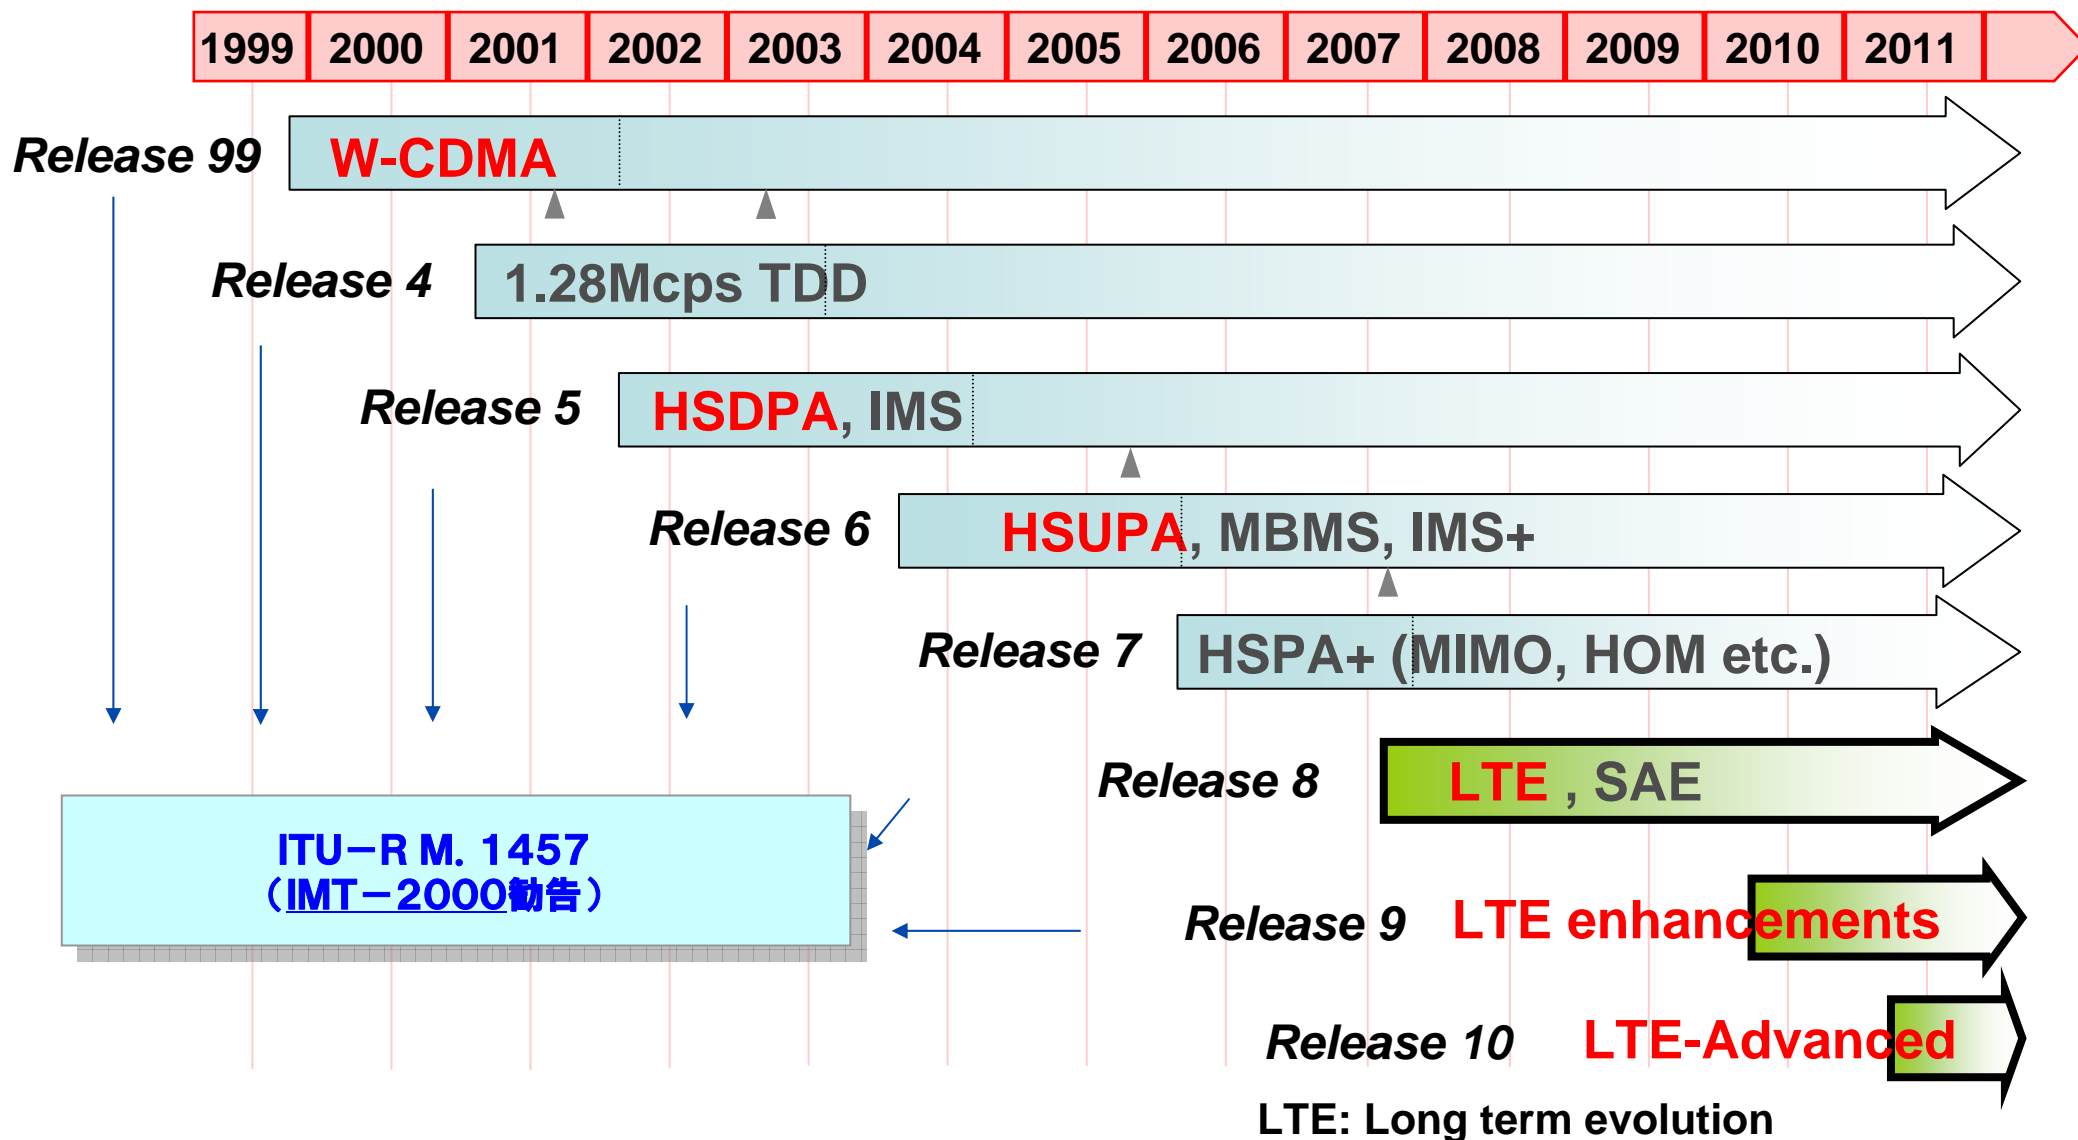 1999 2000 2001 2002 2003 2004 2005 2006 2007 2008 2009 2010 2011
Release 99 W-CDMA
Release 4 1.28Mcps TDD
Release 5 HSDPA, IMS
Release 6 HSUPA, MBMS, IMS+
Release 7 HSPA+ (MIMO, HOM etc.)
Release 8 LTE , SAE
ITU－R M. 1457
（IMT－2000勧告）
Release 9 LTE enhancements
Release 10 LTE-Advanced
LTE: Long term evolution